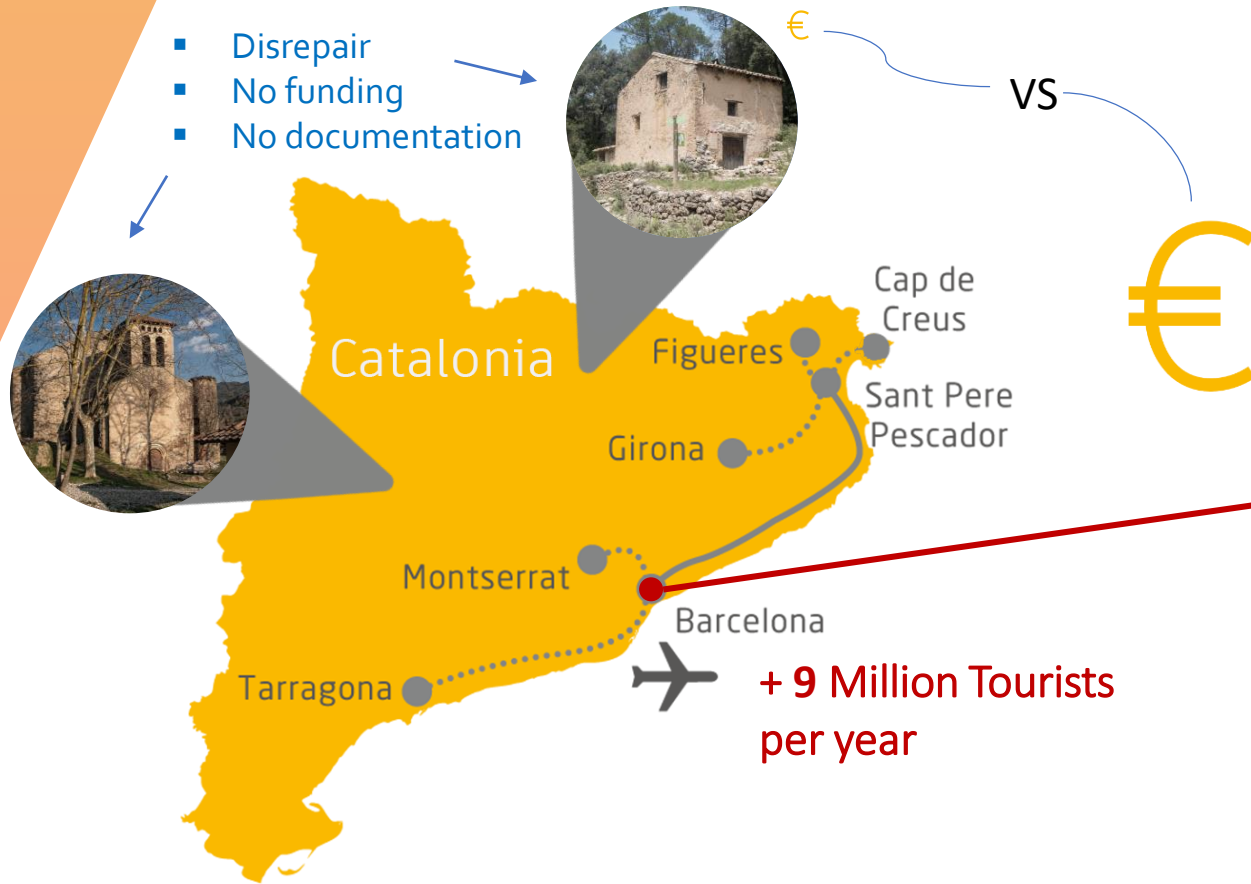 Disrepair
No funding
No documentation
€
VS
€
Catalonia
Cap de
Creus
Figueres
Sant Pere
Pescador
Girona
Montserrat
Barcelona
Tarragona
+ 9 Million Tourists
per year